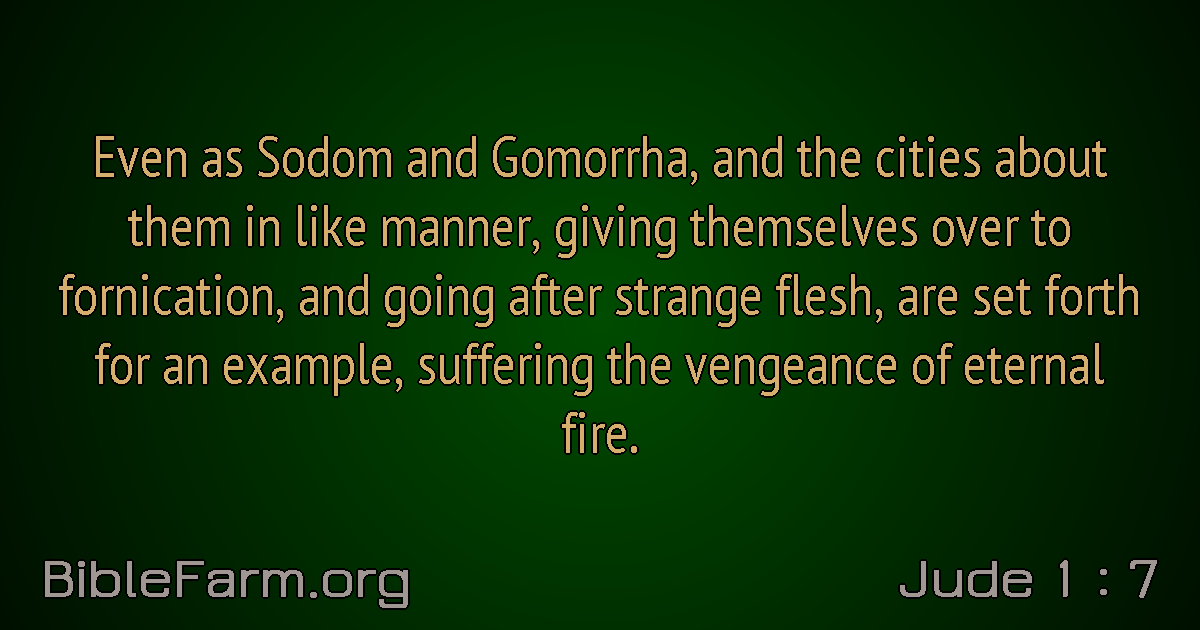 Even as Sodom and Gomorrha, and the cities about
them in like manner, giving themselves over to
fornication, and going after strange flesh, are set forth
for an example, suffering the vengeance of eternal
fire.
BibleFarm.org
Jude 1 : 7